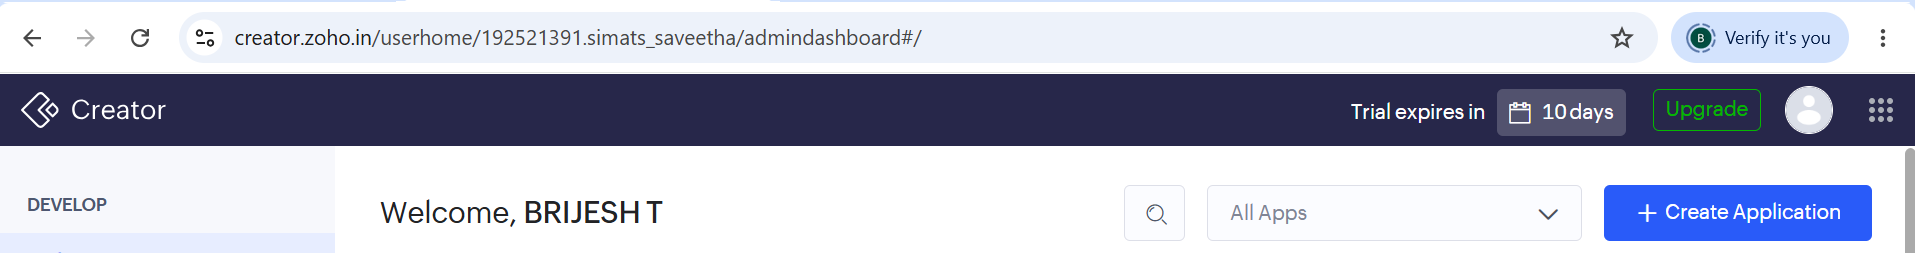 creator.zoho.in/userhome/192521391.simats_saveetha/admindashboard#/
B Verify it's you
Creator
Trial expires in 10 days Upgrade
DEVELOP
Welcome, BRIJESH T
All Apps
+ Create Application